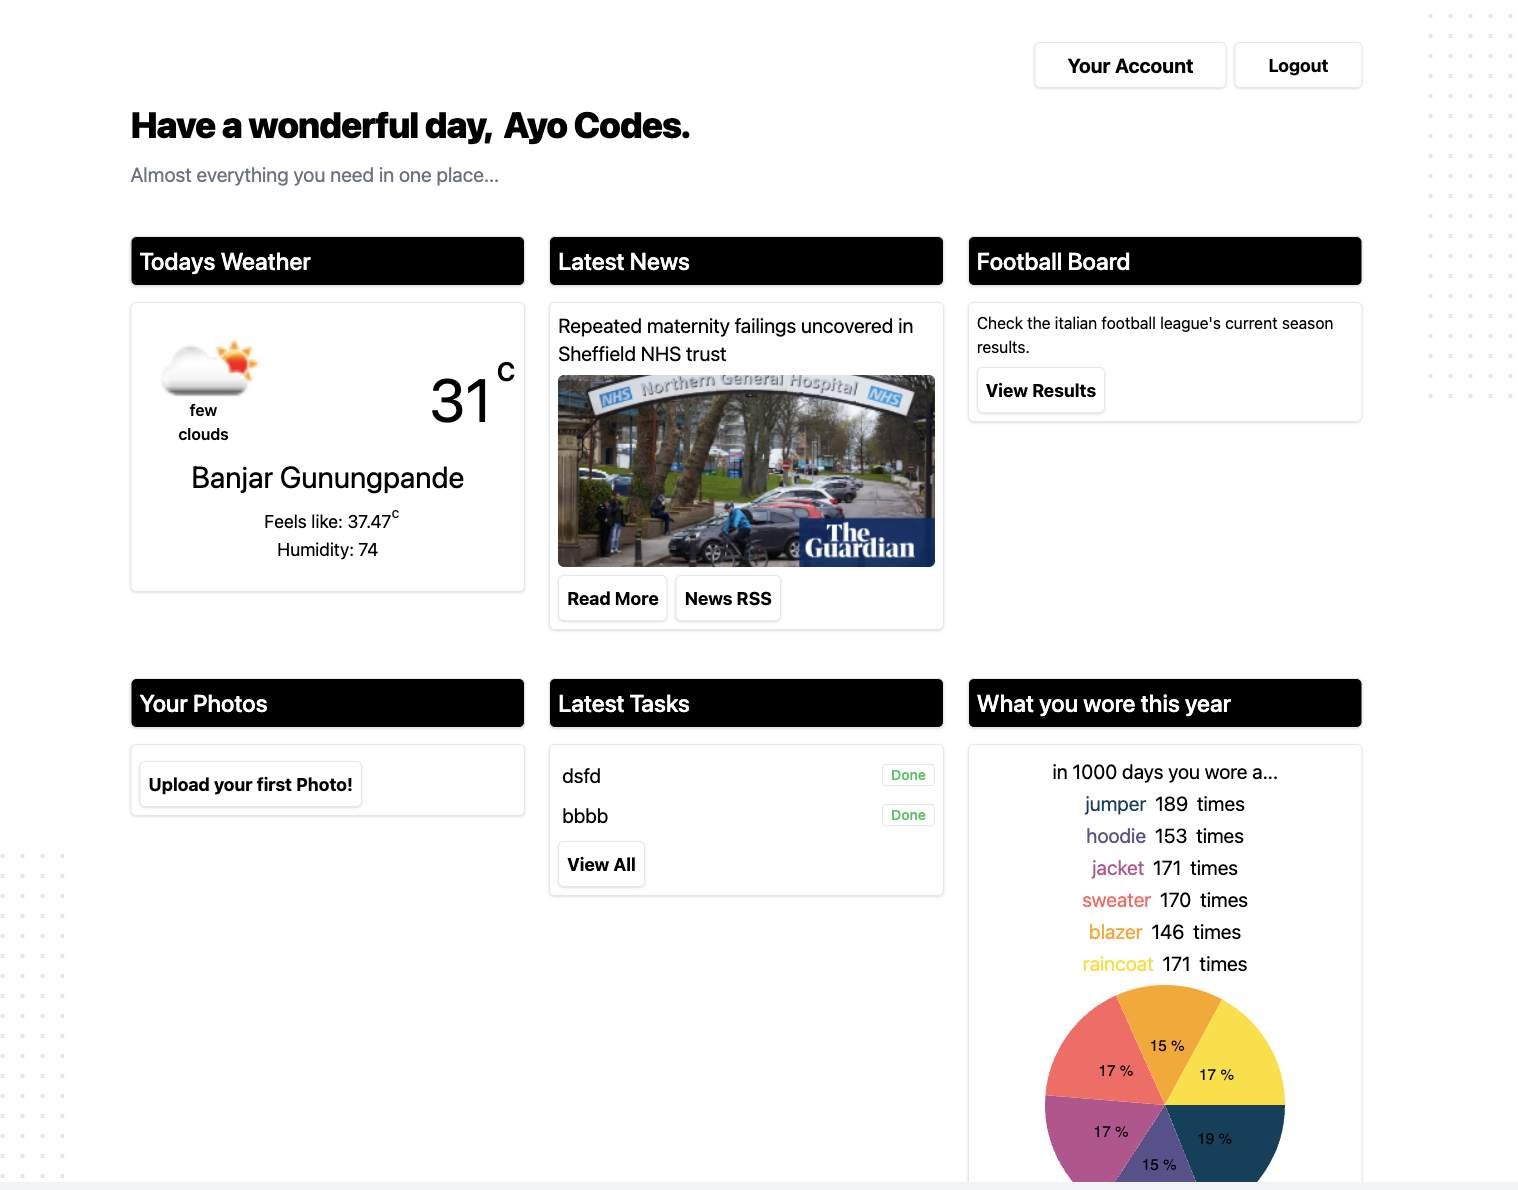 Your Account
Logout
Have a wonderful day, Ayo Codes.
Almost everything you need in one place...
Todays Weather
few
clouds
31 c
Banjar Gunungpande
Feels like: 37.47c
Humidity: 74
Latest News
Repeated maternity failings uncovered in
Sheffield NHS trust
NHS Northern General Hospital NHS
The
Guardian
Read More
News RSS
Football Board
Check the italian football league's current season
results.
View Results
Your Photos
Upload your first Photo!
Latest Tasks
dsfd Done
bbbb Done
View All
What you wore this year
in 1000 days you wore a...
jumper 189 times
hoodie 153 times
jacket 171 times
sweater 170 times
blazer 146 times
raincoat 171 times
15 %
17 %
17 %
17 %
19 %
15 %